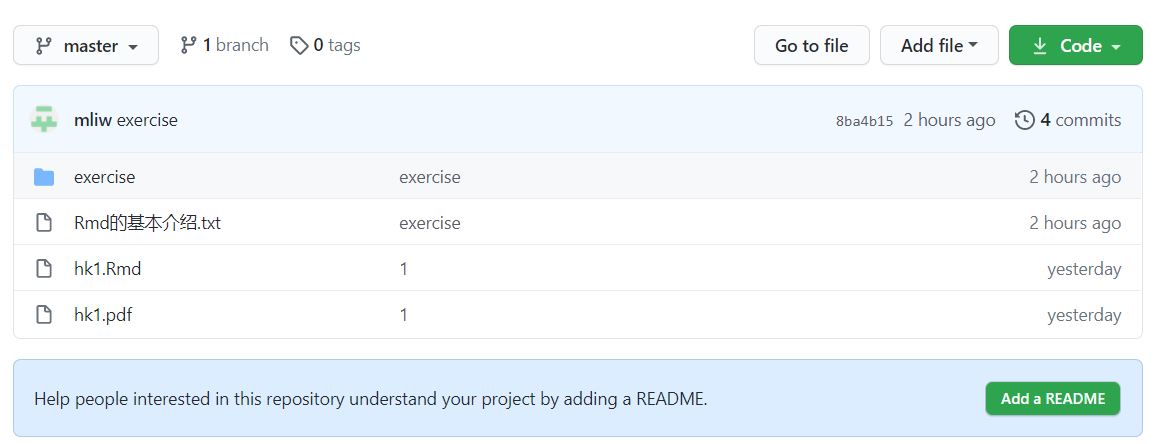 master 1 branch 0 tags Go to file Add file Code
mliw exercise 8ba4b15 2 hours ago 4 commits
exercise exercise 2 hours ago
Rmd的基本介绍.txt exercise 2 hours ago
hk1.Rmd 1 yesterday
hk1.pdf 1 yesterday
Help people interested in this repository understand your project by adding a README. Add a README